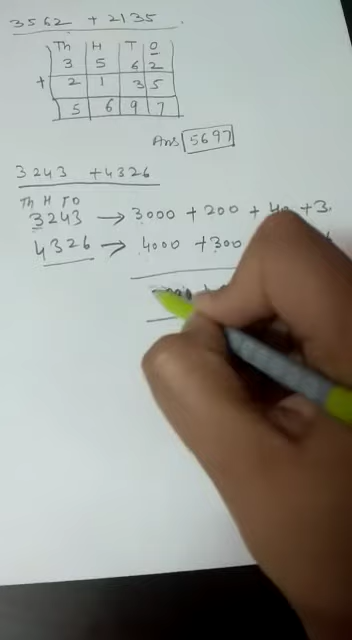 3562 + 2135
Th H T O
3 5 6 2
+ 2 1 3 5
5 6 9 7
Ans 5697
3243 + 4326
Th H T O
3243 → 3000 + 200 + 40 + 3
4326 → 4000 + 300